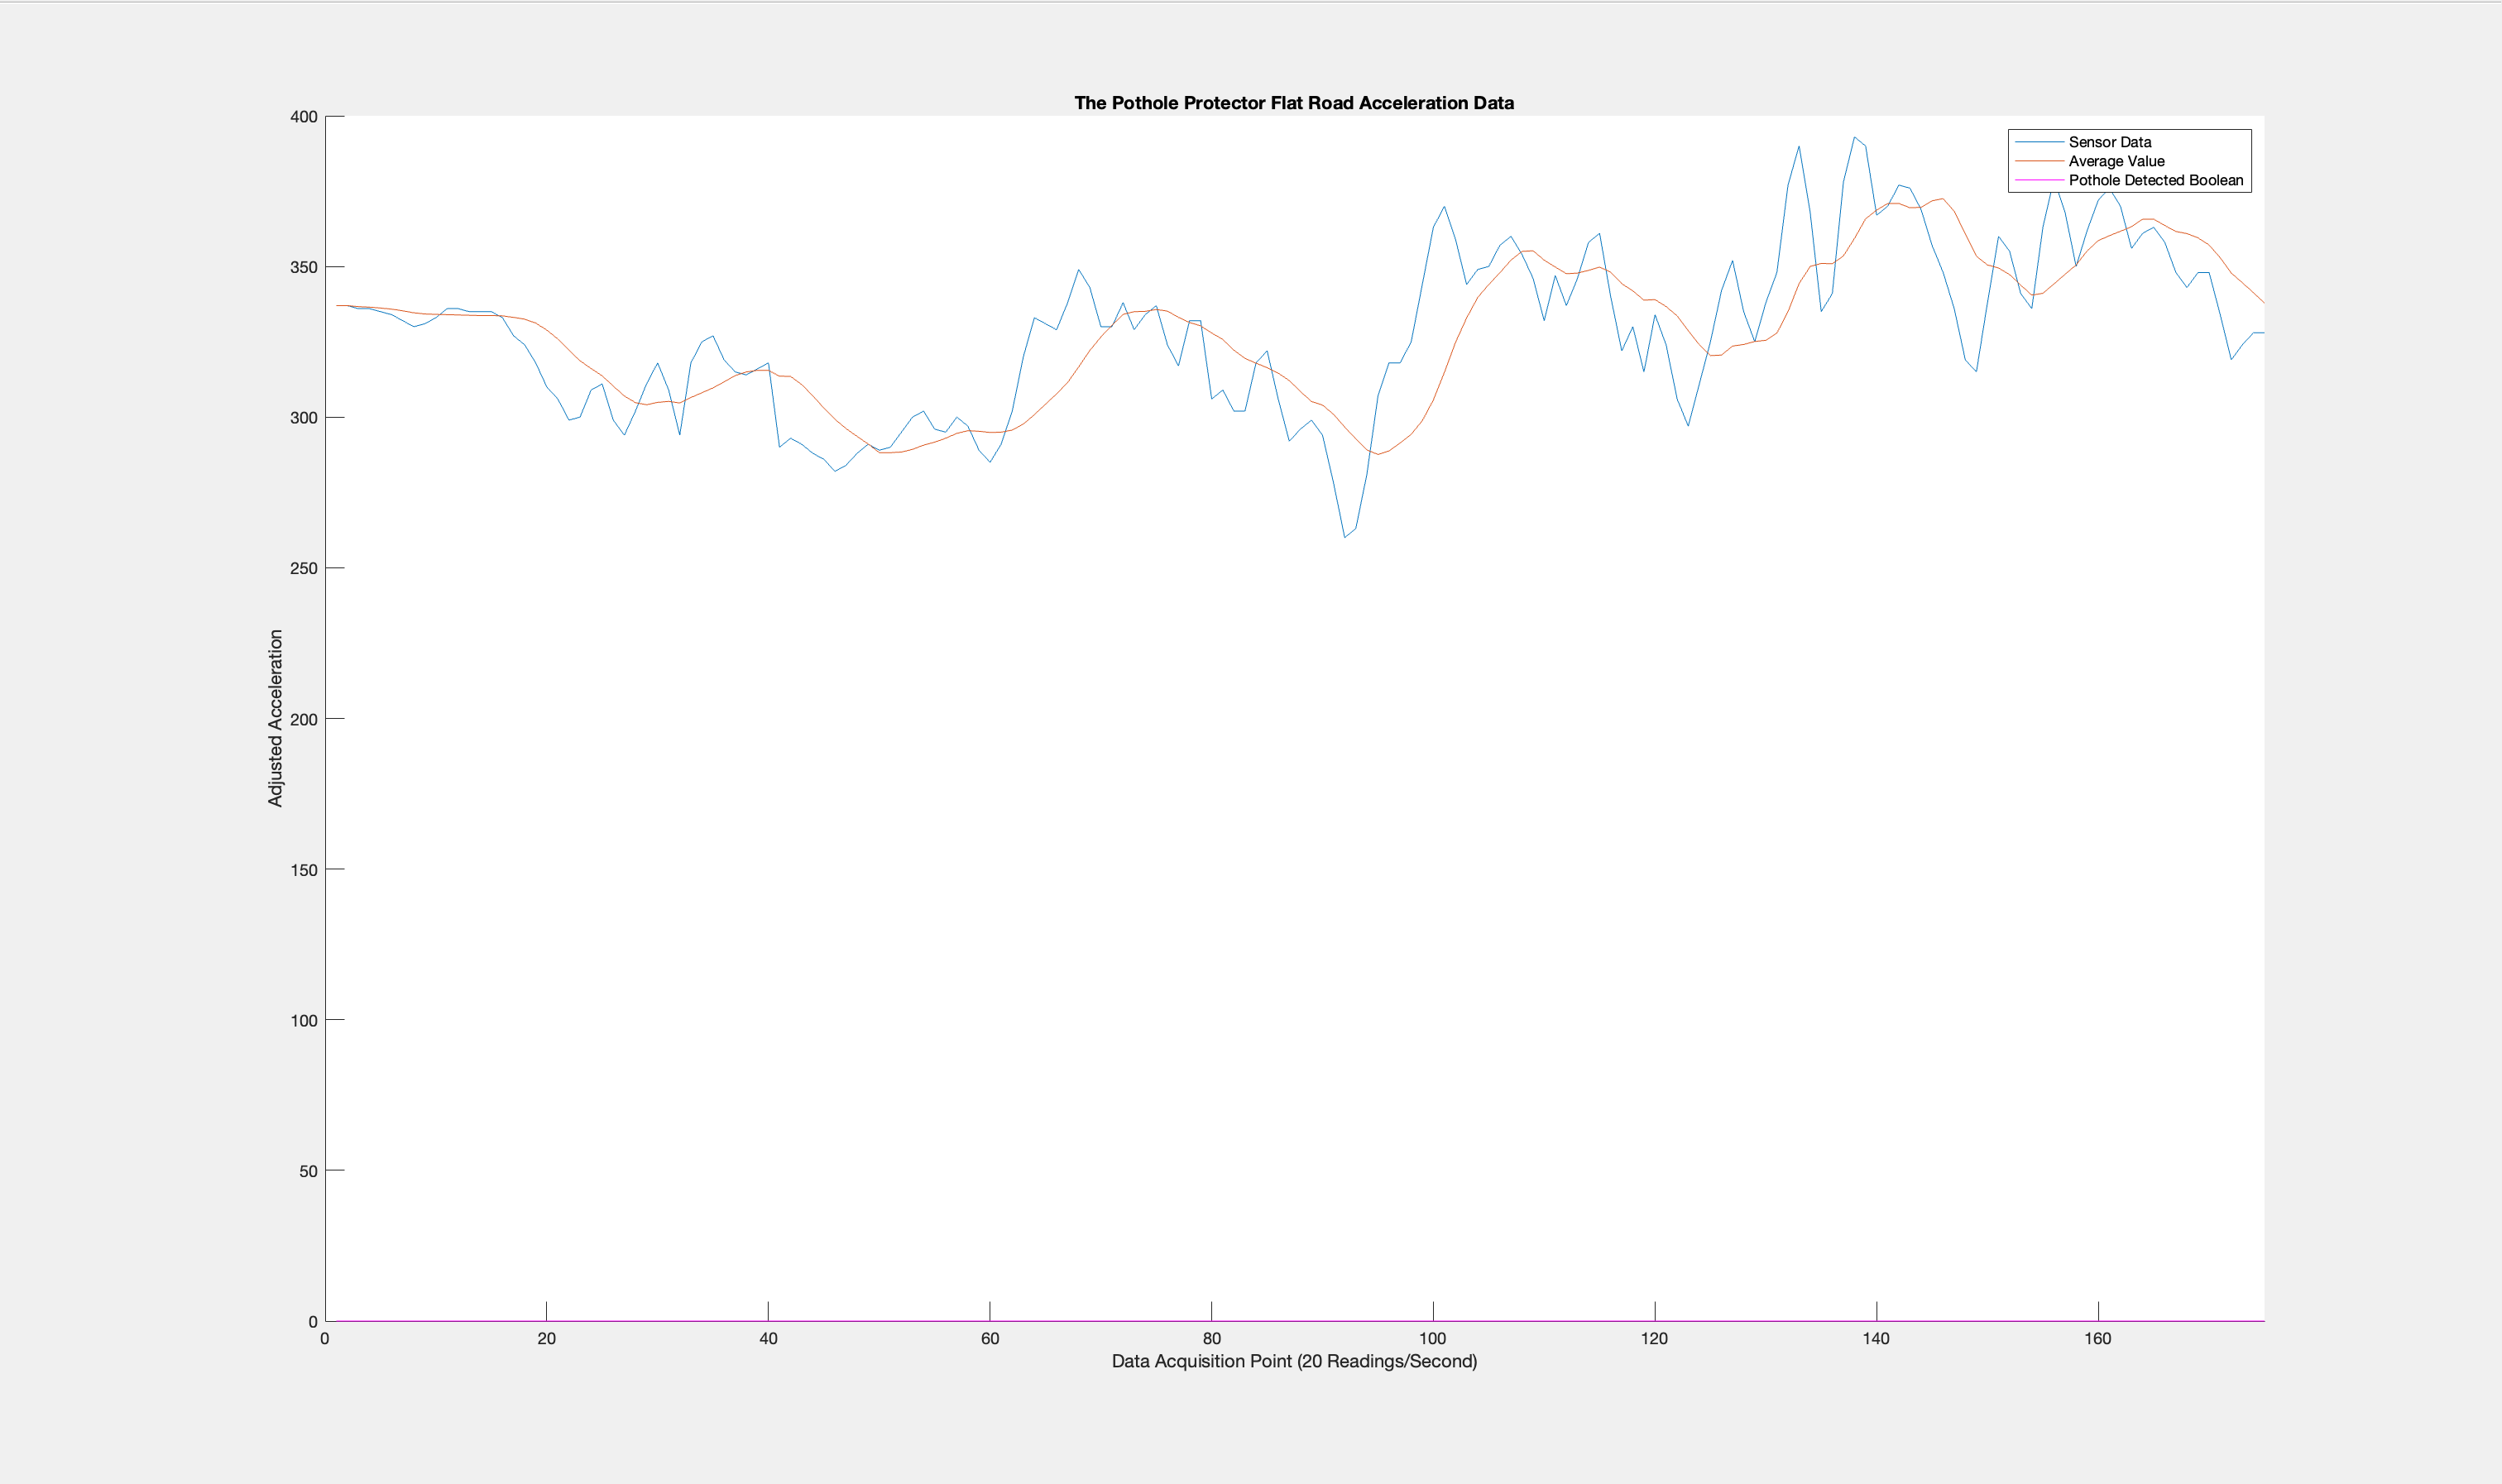 The Pothole Protector Flat Road Acceleration Data
Sensor Data
Average Value
Pothole Detected Boolean
400
350
300
250
200
150
100
50
0
Adjusted Acceleration
0 20 40 60 80 100 120 140 160
Data Acquisition Point (20 Readings/Second)